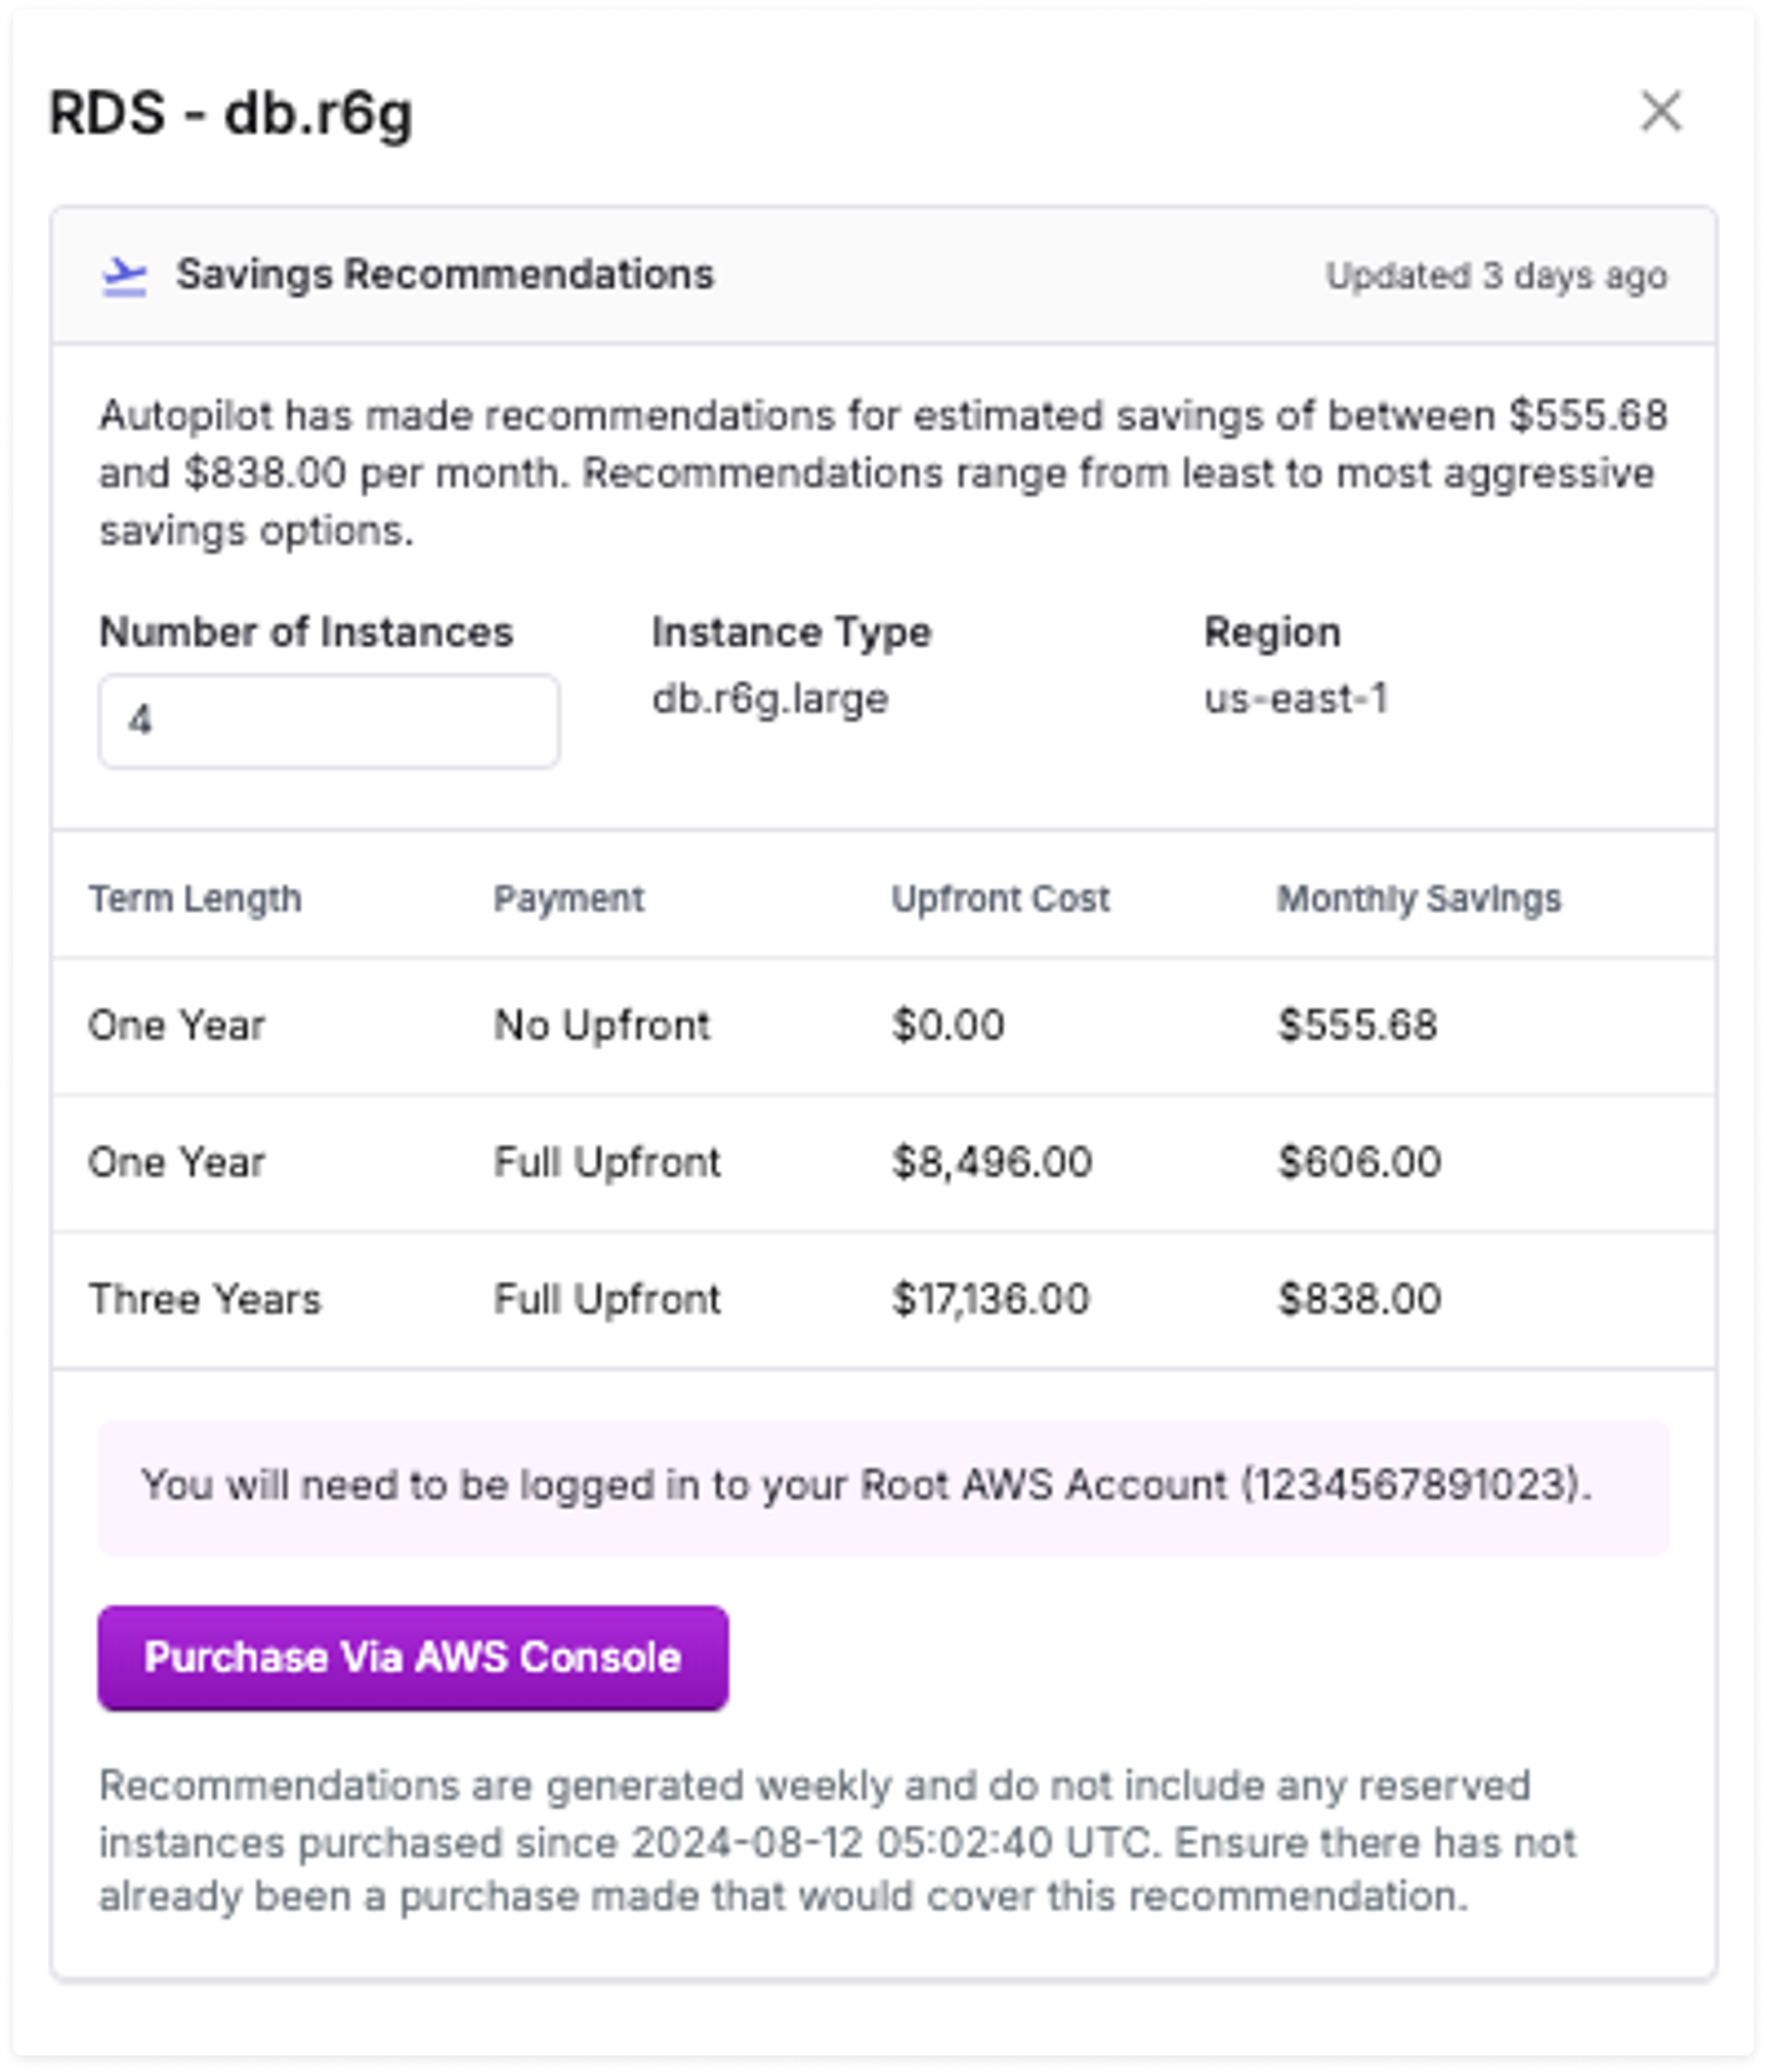 RDS - db.r6g
Savings Recommendations
Updated 3 days ago
Autopilot has made recommendations for estimated savings of between $555.68
and $838.00 per month. Recommendations range from least to most aggressive
savings options.
Number of Instances Instance Type Region
4 db.r6g.large us-east-1
Term Length Payment Upfront Cost Monthly Savings
One Year No Upfront $0.00 $555.68
One Year Full Upfront $8,496.00 $606.00
Three Years Full Upfront $17,136.00 $838.00
You will need to be logged in to your Root AWS Account (1234567891023).
Purchase Via AWS Console
Recommendations are generated weekly and do not include any reserved
instances purchased since 2024-08-12 05:02:40 UTC. Ensure there has not
already been a purchase made that would cover this recommendation.